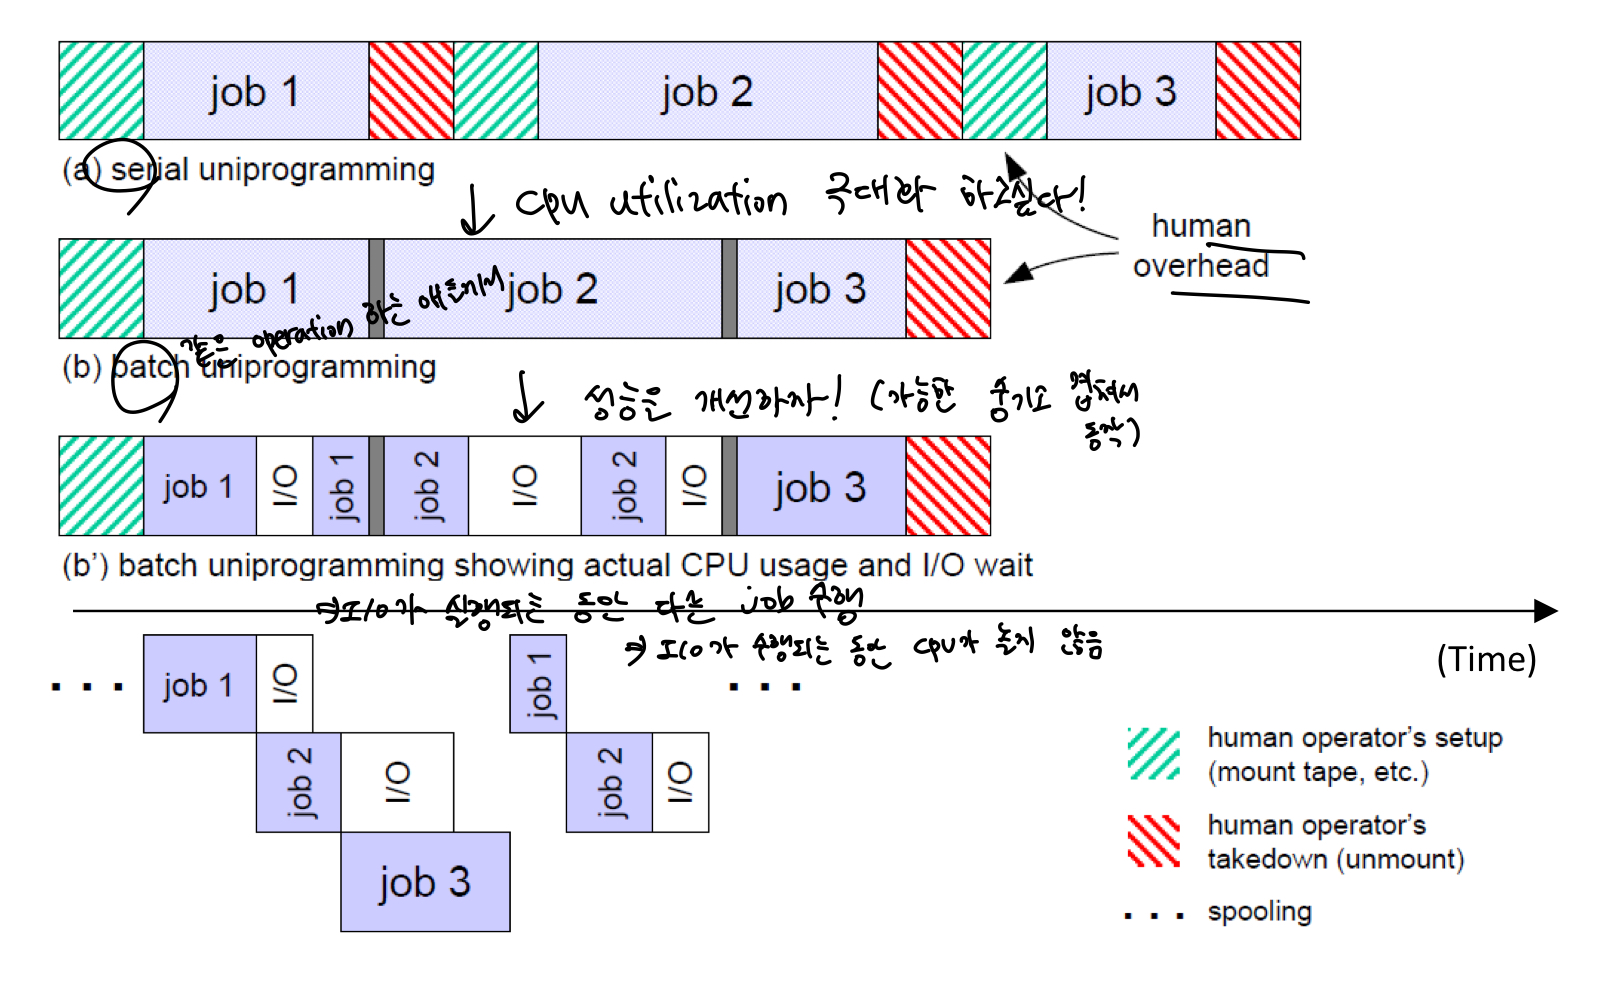 job 1
job 2
job 3
(a) serial uniprogramming
↓ CPU utilization 극대화 하고싶다!
human
overhead
job 1
job 2
job 3
같은 operation 하는 애들끼리
(b) batch uniprogramming
↓ 성능을 개선하자! (가능한 중기소 겹쳐서
동작)
job 1
I/O
job 1
job 2
I/O
job 2
I/O
job 3
(b’) batch uniprogramming showing actual CPU usage and I/O wait
⇒ I/O가 실행되는 동안 다른 job 수행
⇒ I/O가 수행되는 동안 CPU가 놀지 않음
(Time)
. . .
job 1
I/O
job 1
. . .
job 2
I/O
job 2
I/O
job 3
human operator’s setup
(mount tape, etc.)
human operator’s
takedown (unmount)
. . . spooling